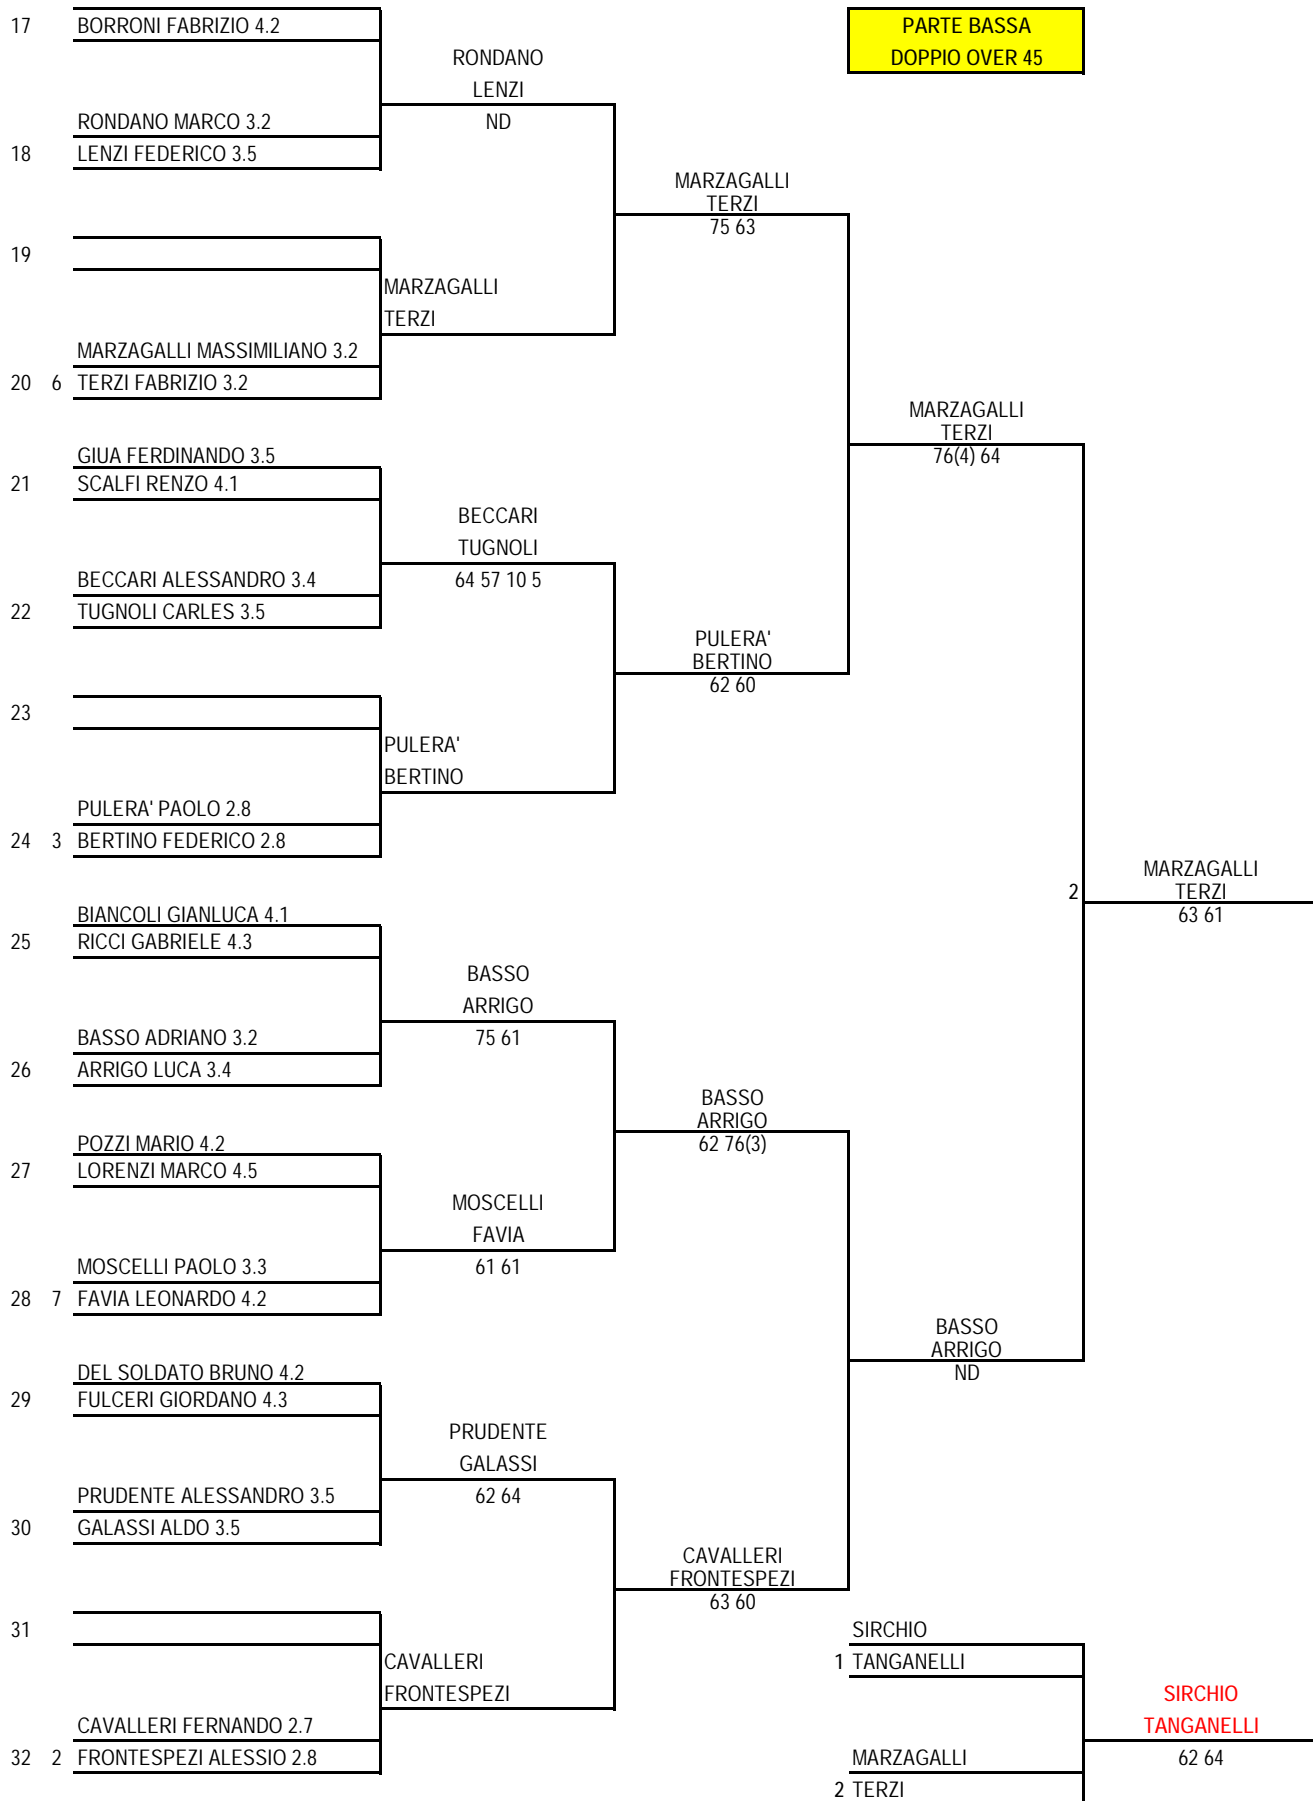 17 BORRONI FABRIZIO 4.2
PARTE BASSA
DOPPIO OVER 45
RONDANO
LENZI
ND
RONDANO MARCO 3.2
18 LENZI FEDERICO 3.5
MARZAGALLI
TERZI
75 63
19
MARZAGALLI
TERZI
MARZAGALLI MASSIMILIANO 3.2
20 6 TERZI FABRIZIO 3.2
MARZAGALLI
TERZI
76(4) 64
GIUA FERDINANDO 3.5
21 SCALFI RENZO 4.1
BECCARI
TUGNOLI
64 57 10 5
BECCARI ALESSANDRO 3.4
22 TUGNOLI CARLES 3.5
PULERA'
BERTINO
62 60
23
PULERA'
BERTINO
PULERA' PAOLO 2.8
24 3 BERTINO FEDERICO 2.8
2
MARZAGALLI
TERZI
63 61
BIANCOLI GIANLUCA 4.1
25 RICCI GABRIELE 4.3
BASSO
ARRIGO
75 61
BASSO ADRIANO 3.2
26 ARRIGO LUCA 3.4
BASSO
ARRIGO
62 76(3)
POZZI MARIO 4.2
27 LORENZI MARCO 4.5
MOSCELLI
FAVIA
61 61
MOSCELLI PAOLO 3.3
28 7 FAVIA LEONARDO 4.2
BASSO
ARRIGO
ND
DEL SOLDATO BRUNO 4.2
29 FULCERI GIORDANO 4.3
PRUDENTE
GALASSI
62 64
PRUDENTE ALESSANDRO 3.5
30 GALASSI ALDO 3.5
CAVALLERI
FRONTESPEZI
63 60
31
CAVALLERI
FRONTESPEZI
CAVALLERI FERNANDO 2.7
32 2 FRONTESPEZI ALESSIO 2.8
SIRCHIO
1 TANGANELLI
SIRCHIO
TANGANELLI
62 64
MARZAGALLI
2 TERZI